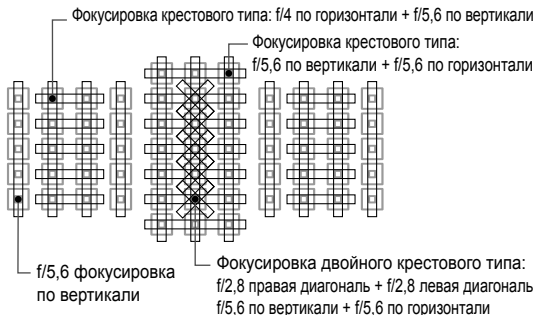 Фокусировка крестового типа: f/4 по горизонтали + f/5,6 по вертикали
Фокусировка крестового типа:
f/5,6 по вертикали + f/5,6 по горизонтали
f/5,6 фокусировка
по вертикали
Фокусировка двойного крестового типа:
f/2,8 правая диагональ + f/2,8 левая диагональ
f/5,6 по вертикали + f/5,6 по горизонтали